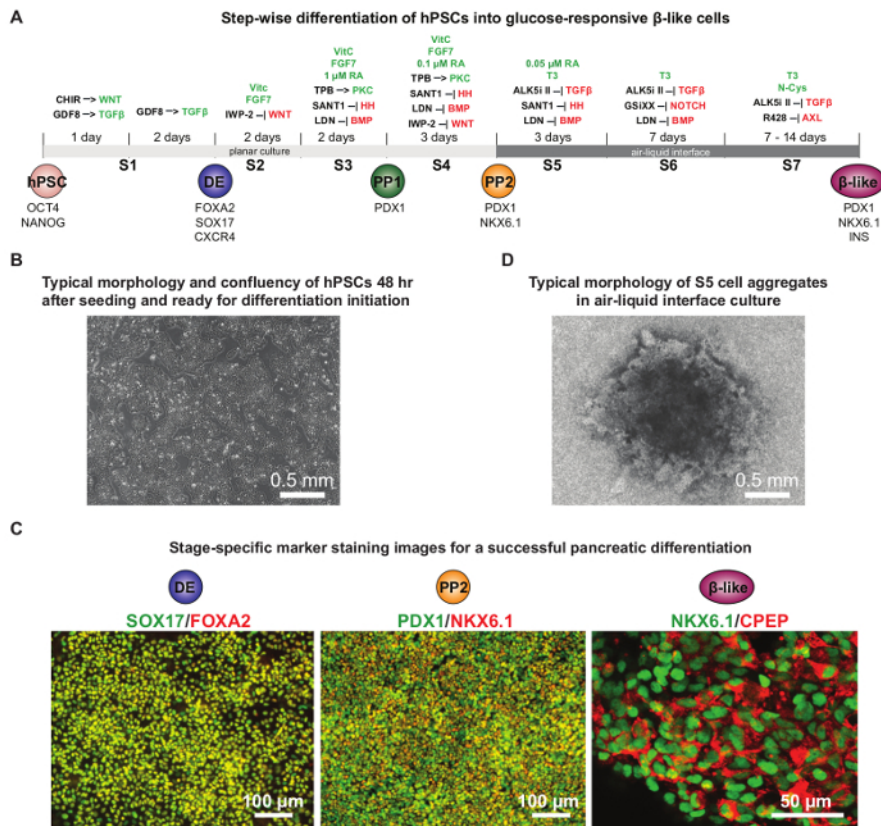 A
Step-wise differentiation of hPSCs into glucose-responsive β-like cells
CHIR → WNT
GDF8 → TGFβ
1 day
GDF8 → TGFβ
2 days
Vitc
FGF7
IWP-2 ⊣ WNT
2 days
VitC
FGF7
1 µM RA
TPB → PKC
SANT1 ⊣ HH
LDN ⊣ BMP
2 days
VitC
FGF7
0.1 µM RA
TPB → PKC
SANT1 ⊣ HH
LDN ⊣ BMP
IWP-2 ⊣ WNT
3 days
0.05 µM RA
T3
ALK5i II ⊣ TGFβ
SANT1 ⊣ HH
LDN ⊣ BMP
3 days
T3
ALK5i II ⊣ TGFβ
GSiXX ⊣ NOTCH
LDN ⊣ BMP
7 days
T3
N-Cys
ALK5i II ⊣ TGFβ
R428 ⊣ AXL
7 - 14 days
planar culture
air-liquid interface
S1
S2
S3
S4
S5
S6
S7
hPSC
OCT4
NANOG
DE
FOXA2
SOX17
CXCR4
PP1
PDX1
PP2
PDX1
NKX6.1
β-like
PDX1
NKX6.1
INS
B
Typical morphology and confluency of hPSCs 48 hr
after seeding and ready for differentiation initiation
0.5 mm
D
Typical morphology of S5 cell aggregates
in air-liquid interface culture
0.5 mm
C
Stage-specific marker staining images for a successful pancreatic differentiation
DE
SOX17/FOXA2
100 µm
PP2
PDX1/NKX6.1
100 µm
β-like
NKX6.1/CPEP
50 µm